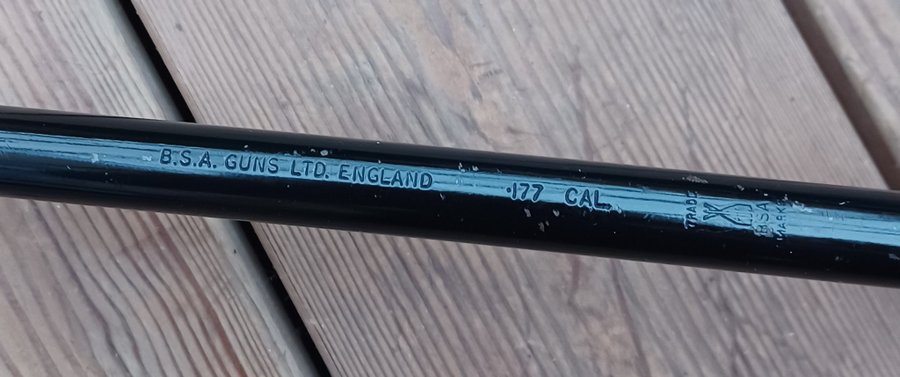 B.S.A. GUNS LTD. ENGLAND .177 CAL.
TRADE
BSA
MARK